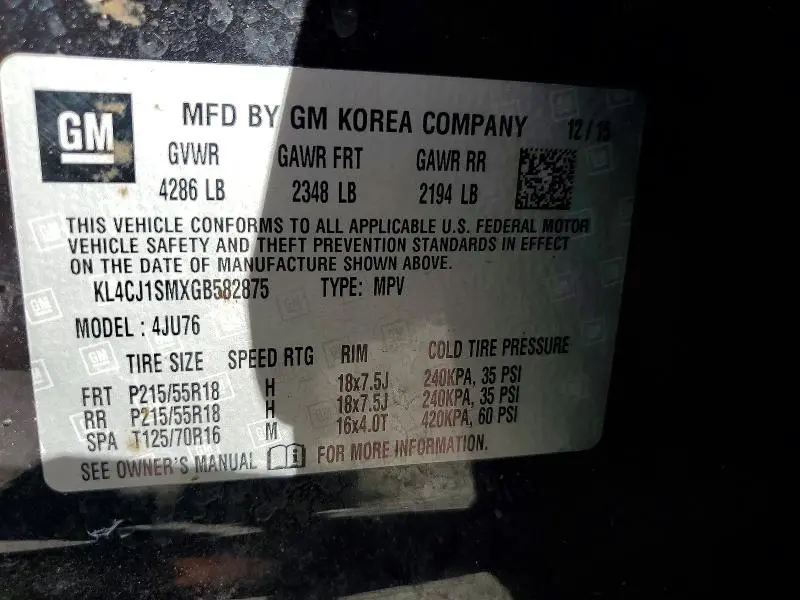 GM
MFD BY GM KOREA COMPANY 12/15
GVWR GAWR FRT GAWR RR
4286 LB 2348 LB 2194 LB
THIS VEHICLE CONFORMS TO ALL APPLICABLE U.S. FEDERAL MOTOR
VEHICLE SAFETY AND THEFT PREVENTION STANDARDS IN EFFECT
ON THE DATE OF MANUFACTURE SHOWN ABOVE.
KL4CJ1SMXGB582875 TYPE: MPV
MODEL : 4JU76
TIRE SIZE SPEED RTG RIM COLD TIRE PRESSURE
FRT P215/55R18 H 18x7.5J 240KPA, 35 PSI
RR P215/55R18 H 18x7.5J 240KPA, 35 PSI
SPA T125/70R16 M 16x4.0T 420KPA, 60 PSI
SEE OWNER'S MANUAL FOR MORE INFORMATION.